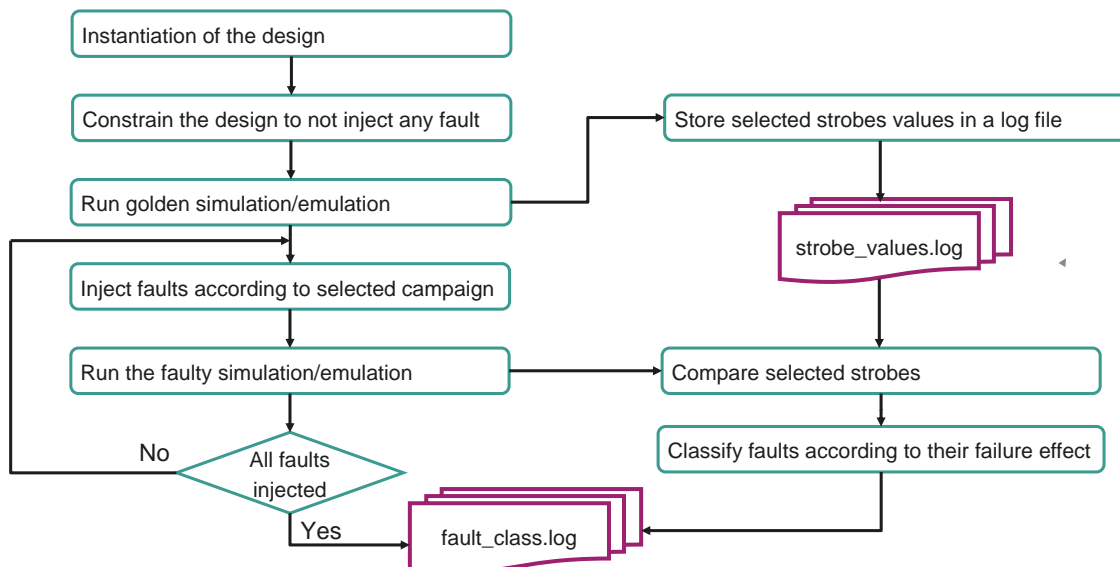 Instantiation of the design
Constrain the design to not inject any fault
Store selected strobes values in a log file
Run golden simulation/emulation
strobe_values.log
Inject faults according to selected campaign
Run the faulty simulation/emulation
Compare selected strobes
No
All faults
injected
Classify faults according to their failure effect
Yes
fault_class.log